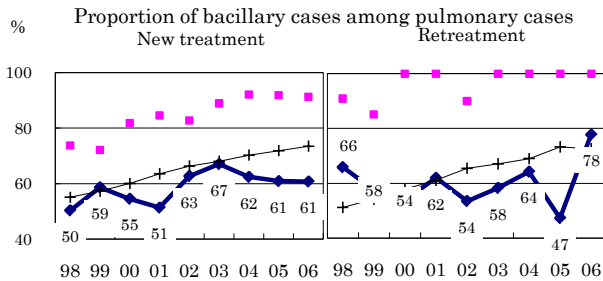 Proportion of bacillary cases among pulmonary cases
% New treatment Retreatment
100
80
60
40
50 59 55 51 63 67 62 61 61
66 58 54 62 54 58 64 47 78
98 99 00 01 02 03 04 05 06 98 99 00 01 02 03 04 05 06